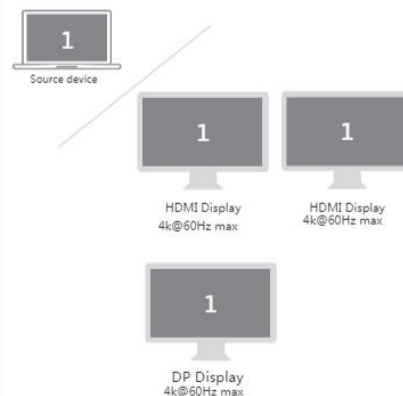 1
Source device
1
1
HDMI Display
4k@60Hz max
HDMI Display
4k@60Hz max
1
DP Display
4k@60Hz max